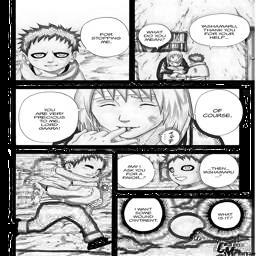 YASHAMARU,
THANK YOU
FOR YOUR
HELP...
WHAT DO
YOU
MEAN?
FOR
STOPPING
ME.
OF
COURSE.
YOU
ARE VERY
PRECIOUS
TO ME,
LORD
GAARA!
THEN...
YASHAMARU
MAY I
ASK YOU
FOR A
FAVOR...
WHAT
IS IT?
I WANT
SOME
WOUND
OINTMENT.